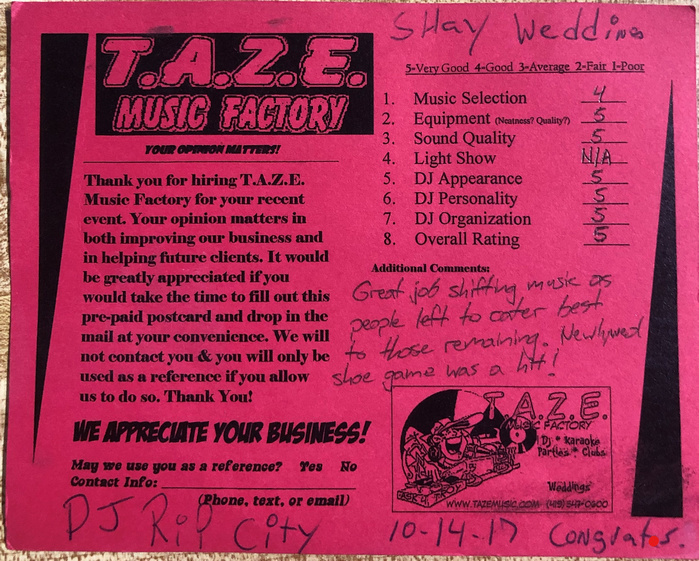 SHAY Wedding
T.A.Z.E.
MUSIC FACTORY
YOUR OPINION MATTERS!
Thank you for hiring T.A.Z.E.
Music Factory for your recent
event. Your opinion matters in
both improving our business and
in helping future clients. It would
be greatly appreciated if you
would take the time to fill out this
pre-paid postcard and drop in the
mail at your convenience. We will
not contact you & you will only be
used as a reference if you allow
us to do so. Thank You!
WE APPRECIATE YOUR BUSINESS!
May we use you as a reference? Yes No
Contact Info:
(Phone, text, or email)
DJ Rip City
5-Very Good 4-Good 3-Average 2-Fair 1-Poor
1. Music Selection 4
2. Equipment (Neatness? Quality?) 5
3. Sound Quality 5
4. Light Show N/A
5. DJ Appearance 5
6. DJ Personality 5
7. DJ Organization 5
8. Overall Rating 5
Additional Comments:
Great job shifting music as
people left to cater best
to those remaining. Newlywed
shoe game was a hit!
T.A.Z.E.
MUSIC FACTORY
Dj * Karaoke
Parties * Clubs
Weddings
WWW.TAZEMUSIC.COM
10-14-17 Congrats.